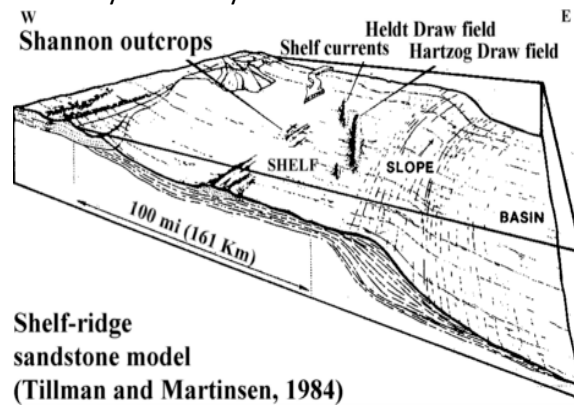 W
E
Heldt Draw field
Shannon outcrops
Shelf currents
Hartzog Draw field
SHELF
SLOPE
BASIN
100 mi (161 Km)
Shelf-ridge
sandstone model
(Tillman and Martinsen, 1984)